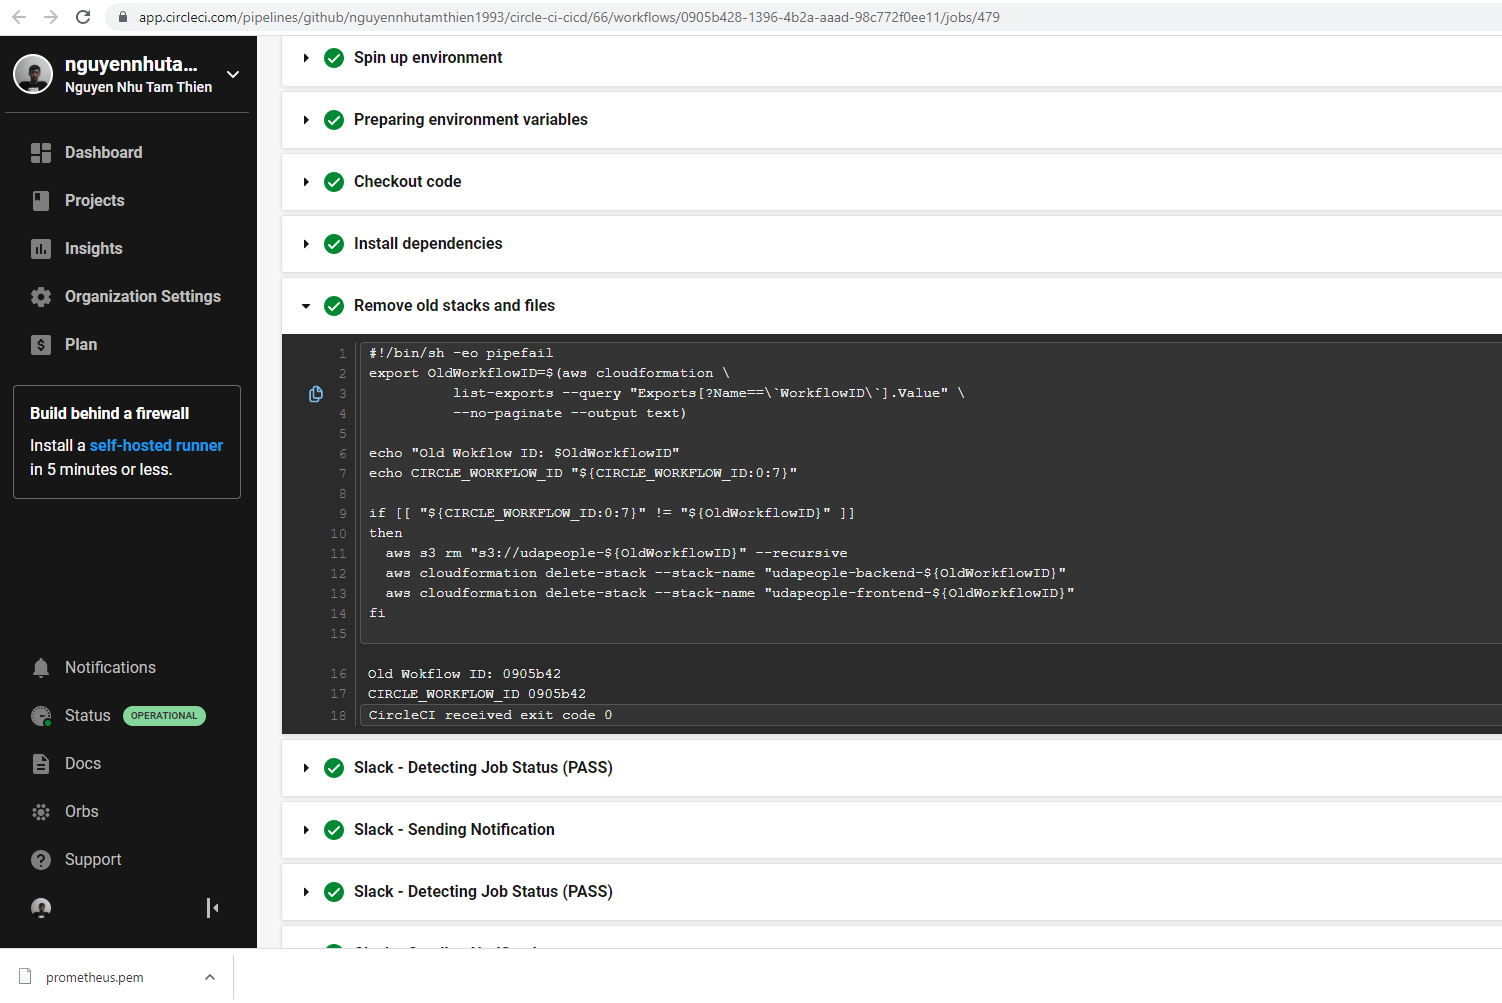 app.circleci.com/pipelines/github/nguyennhutamthien1993/circle-ci-cicd/66/workflows/0905b428-1396-4b2a-aaad-98c772f0ee11/jobs/479
nguyennhuta...
Nguyen Nhu Tam Thien
Dashboard
Projects
Insights
Organization Settings
Plan
Build behind a firewall
Install a self-hosted runner
in 5 minutes or less.
Notifications
Status OPERATIONAL
Docs
Orbs
Support
Spin up environment
Preparing environment variables
Checkout code
Install dependencies
Remove old stacks and files
1 #!/bin/sh -eo pipefail
2 export OldWorkflowID=$(aws cloudformation \
3 list-exports --query "Exports[?Name==\`WorkflowID\`].Value" \
4 --no-paginate --output text)
5
6 echo "Old Wokflow ID: $OldWorkflowID"
7 echo CIRCLE_WORKFLOW_ID "${CIRCLE_WORKFLOW_ID:0:7}"
8
9 if [[ "${CIRCLE_WORKFLOW_ID:0:7}" != "${OldWorkflowID}" ]]
10 then
11 aws s3 rm "s3://udapeople-${OldWorkflowID}" --recursive
12 aws cloudformation delete-stack --stack-name "udapeople-backend-${OldWorkflowID}"
13 aws cloudformation delete-stack --stack-name "udapeople-frontend-${OldWorkflowID}"
14 fi
15
16 Old Wokflow ID: 0905b42
17 CIRCLE_WORKFLOW_ID 0905b42
18 CircleCI received exit code 0
Slack - Detecting Job Status (PASS)
Slack - Sending Notification
Slack - Detecting Job Status (PASS)
prometheus.pem